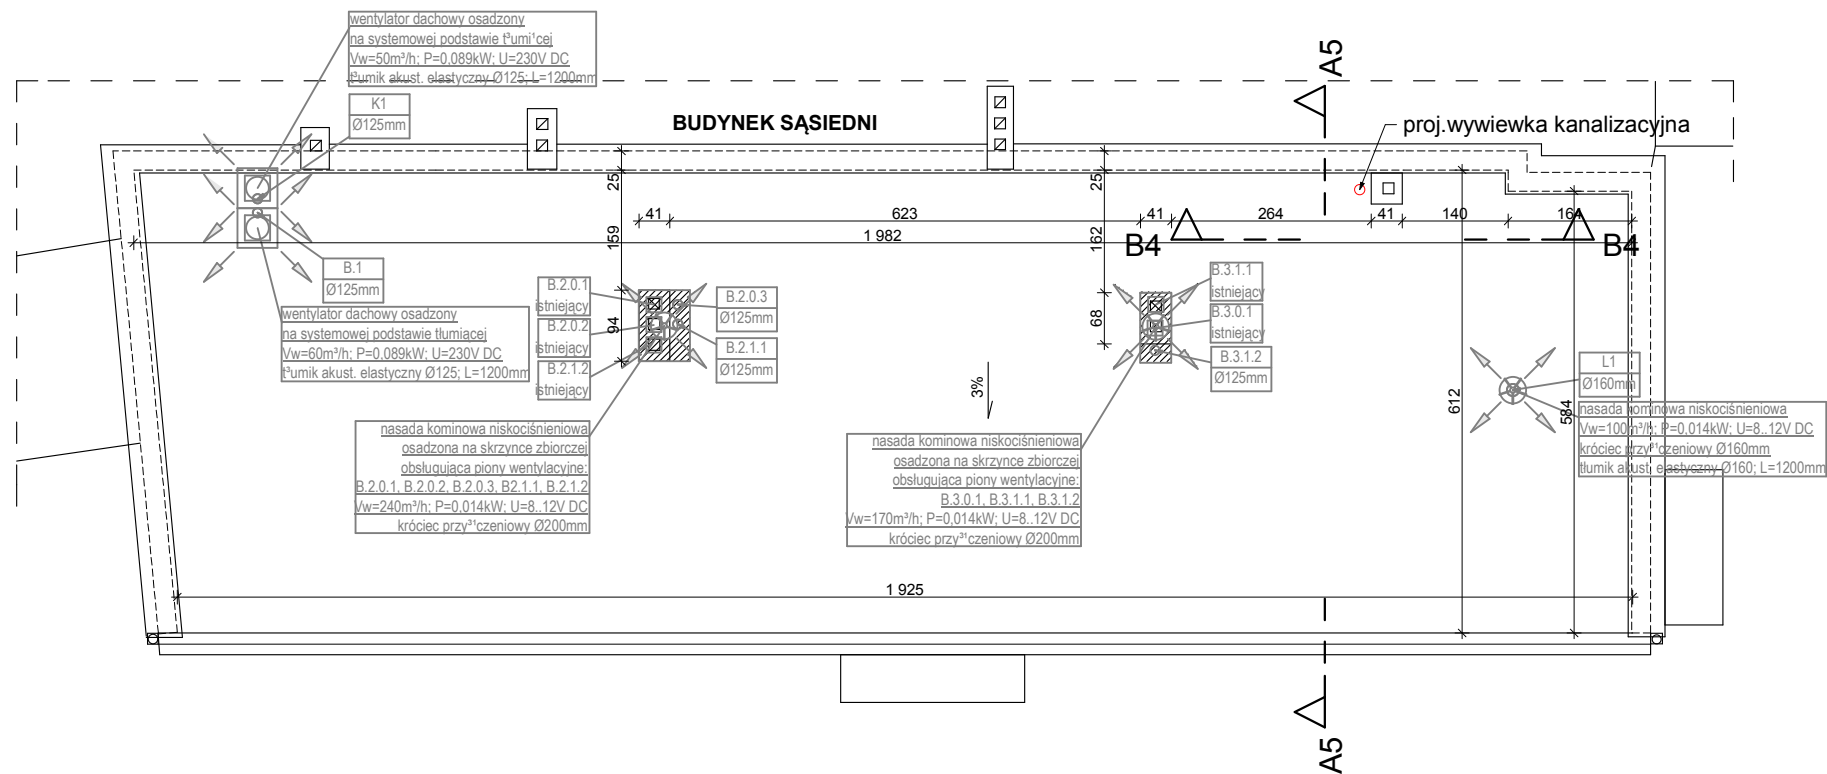 wentylator dachowy osadzony
na systemowej podstawie t³umi¹cej
Vw=50m³/h; P=0,089kW; U=230V DC
t³umik akust. elastyczny Ø125; L=1200mm
K1
Ø125mm
BUDYNEK SĄSIEDNI
A5
proj.wywiewka kanalizacyjna
25
25
41
623
41
264
41
140
164
159
1 982
162
B4
B4
B.1
Ø125mm
wentylator dachowy osadzony
na systemowej podstawie tłumiącej
Vw=60m³/h; P=0,089kW; U=230V DC
t³umik akust. elastyczny Ø125; L=1200mm
B.2.0.1
istniejący
B.2.0.2
istniejący
B.2.1.2
istniejący
94
B.2.0.3
Ø125mm
B.2.1.1
Ø125mm
68
B.3.1.1
istniejący
B.3.0.1
istniejący
B.3.1.2
Ø125mm
3%
612
584
L1
Ø160mm
nasada kominowa niskociśnieniowa
Vw=100m³/h; P=0,014kW; U=8..12V DC
króciec przy³¹czeniowy Ø160mm
tłumik akust. elastyczny Ø160; L=1200mm
nasada kominowa niskociśnieniowa
osadzona na skrzynce zbiorczej
obsługująca piony wentylacyjne:
B.2.0.1, B.2.0.2, B.2.0.3, B2.1.1, B.2.1.2
Vw=240m³/h; P=0,014kW; U=8..12V DC
króciec przy³¹czeniowy Ø200mm
nasada kominowa niskociśnieniowa
osadzona na skrzynce zbiorczej
obsługująca piony wentylacyjne:
B.3.0.1, B.3.1.1, B.3.1.2
Vw=170m³/h; P=0,014kW; U=8..12V DC
króciec przy³¹czeniowy Ø200mm
1 925
A5